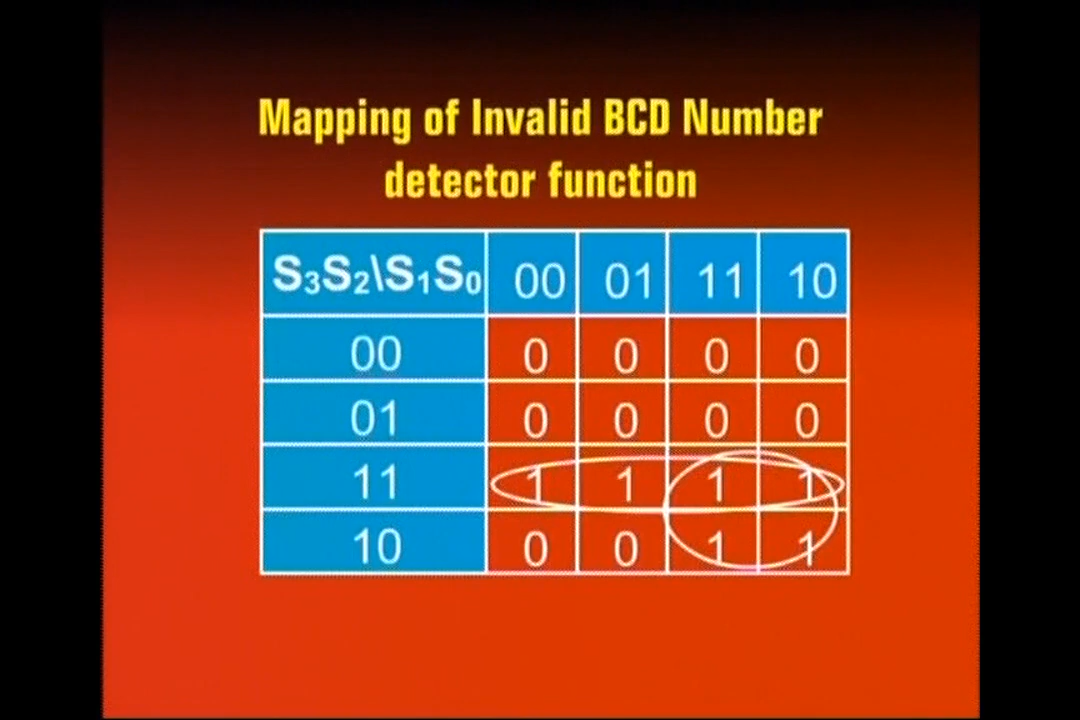 Mapping of Invalid BCD Number
detector function
S₃S₂\S₁S₀ 00 01 11 10
00 0 0 0 0
01 0 0 0 0
11 1 1 1 1
10 0 0 1 1